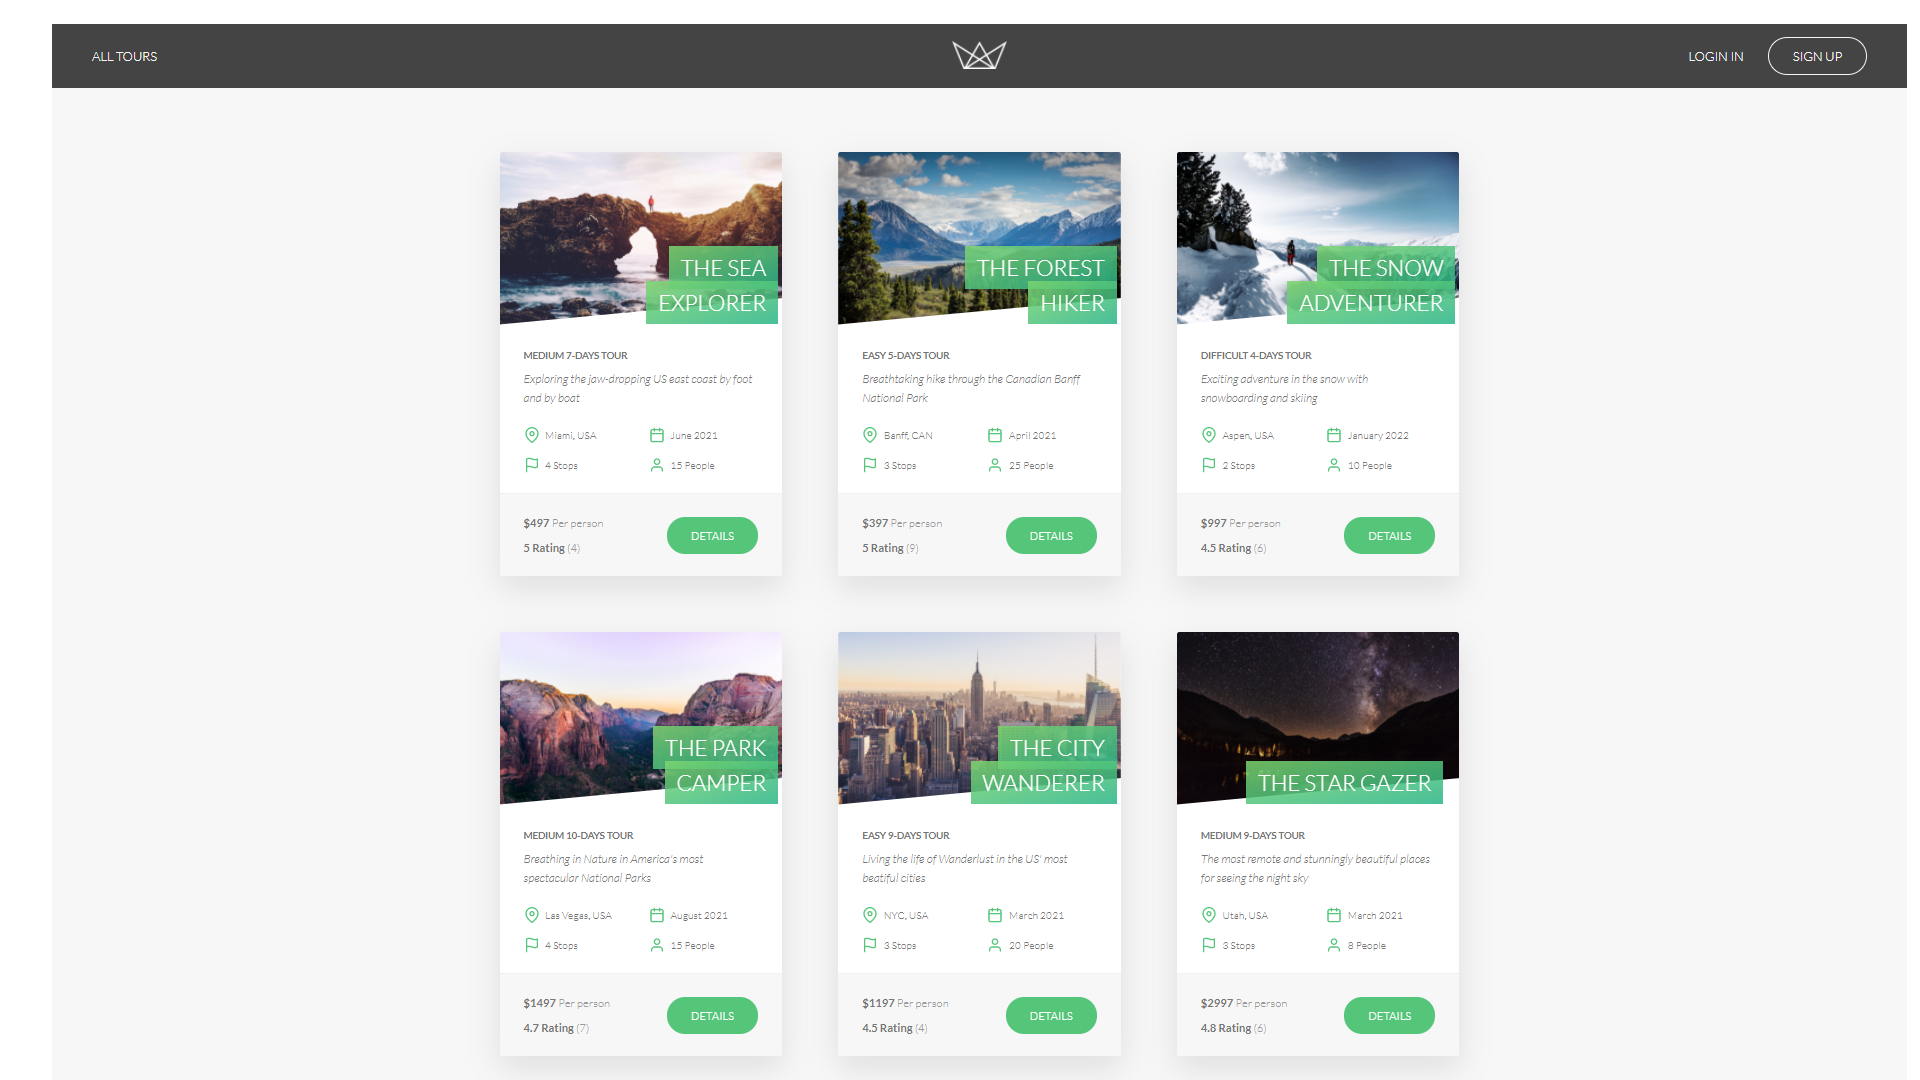 ALL TOURS
LOGIN IN
SIGN UP
THE SEA
EXPLORER
MEDIUM 7-DAYS TOUR
Exploring the jaw-dropping US east coast by foot
and by boat
Miami, USA
June 2021
4 Stops
15 People
$497 Per person
5 Rating (4)
DETAILS
THE FOREST
HIKER
EASY 5-DAYS TOUR
Breathtaking hike through the Canadian Banff
National Park
Banff, CAN
April 2021
3 Stops
25 People
$397 Per person
5 Rating (9)
DETAILS
THE SNOW
ADVENTURER
DIFFICULT 4-DAYS TOUR
Exciting adventure in the snow with
snowboarding and skiing
Aspen, USA
January 2022
2 Stops
10 People
$997 Per person
4.5 Rating (6)
DETAILS
THE PARK
CAMPER
MEDIUM 10-DAYS TOUR
Breathing in Nature in America's most
spectacular National Parks
Las Vegas, USA
August 2021
4 Stops
15 People
$1497 Per person
4.7 Rating (7)
DETAILS
THE CITY
WANDERER
EASY 9-DAYS TOUR
Living the life of Wanderlust in the US' most
beatiful cities
NYC, USA
March 2021
3 Stops
20 People
$1197 Per person
4.5 Rating (4)
DETAILS
THE STAR GAZER
MEDIUM 9-DAYS TOUR
The most remote and stunningly beautiful places
for seeing the night sky
Utah, USA
March 2021
3 Stops
8 People
$2997 Per person
4.8 Rating (6)
DETAILS